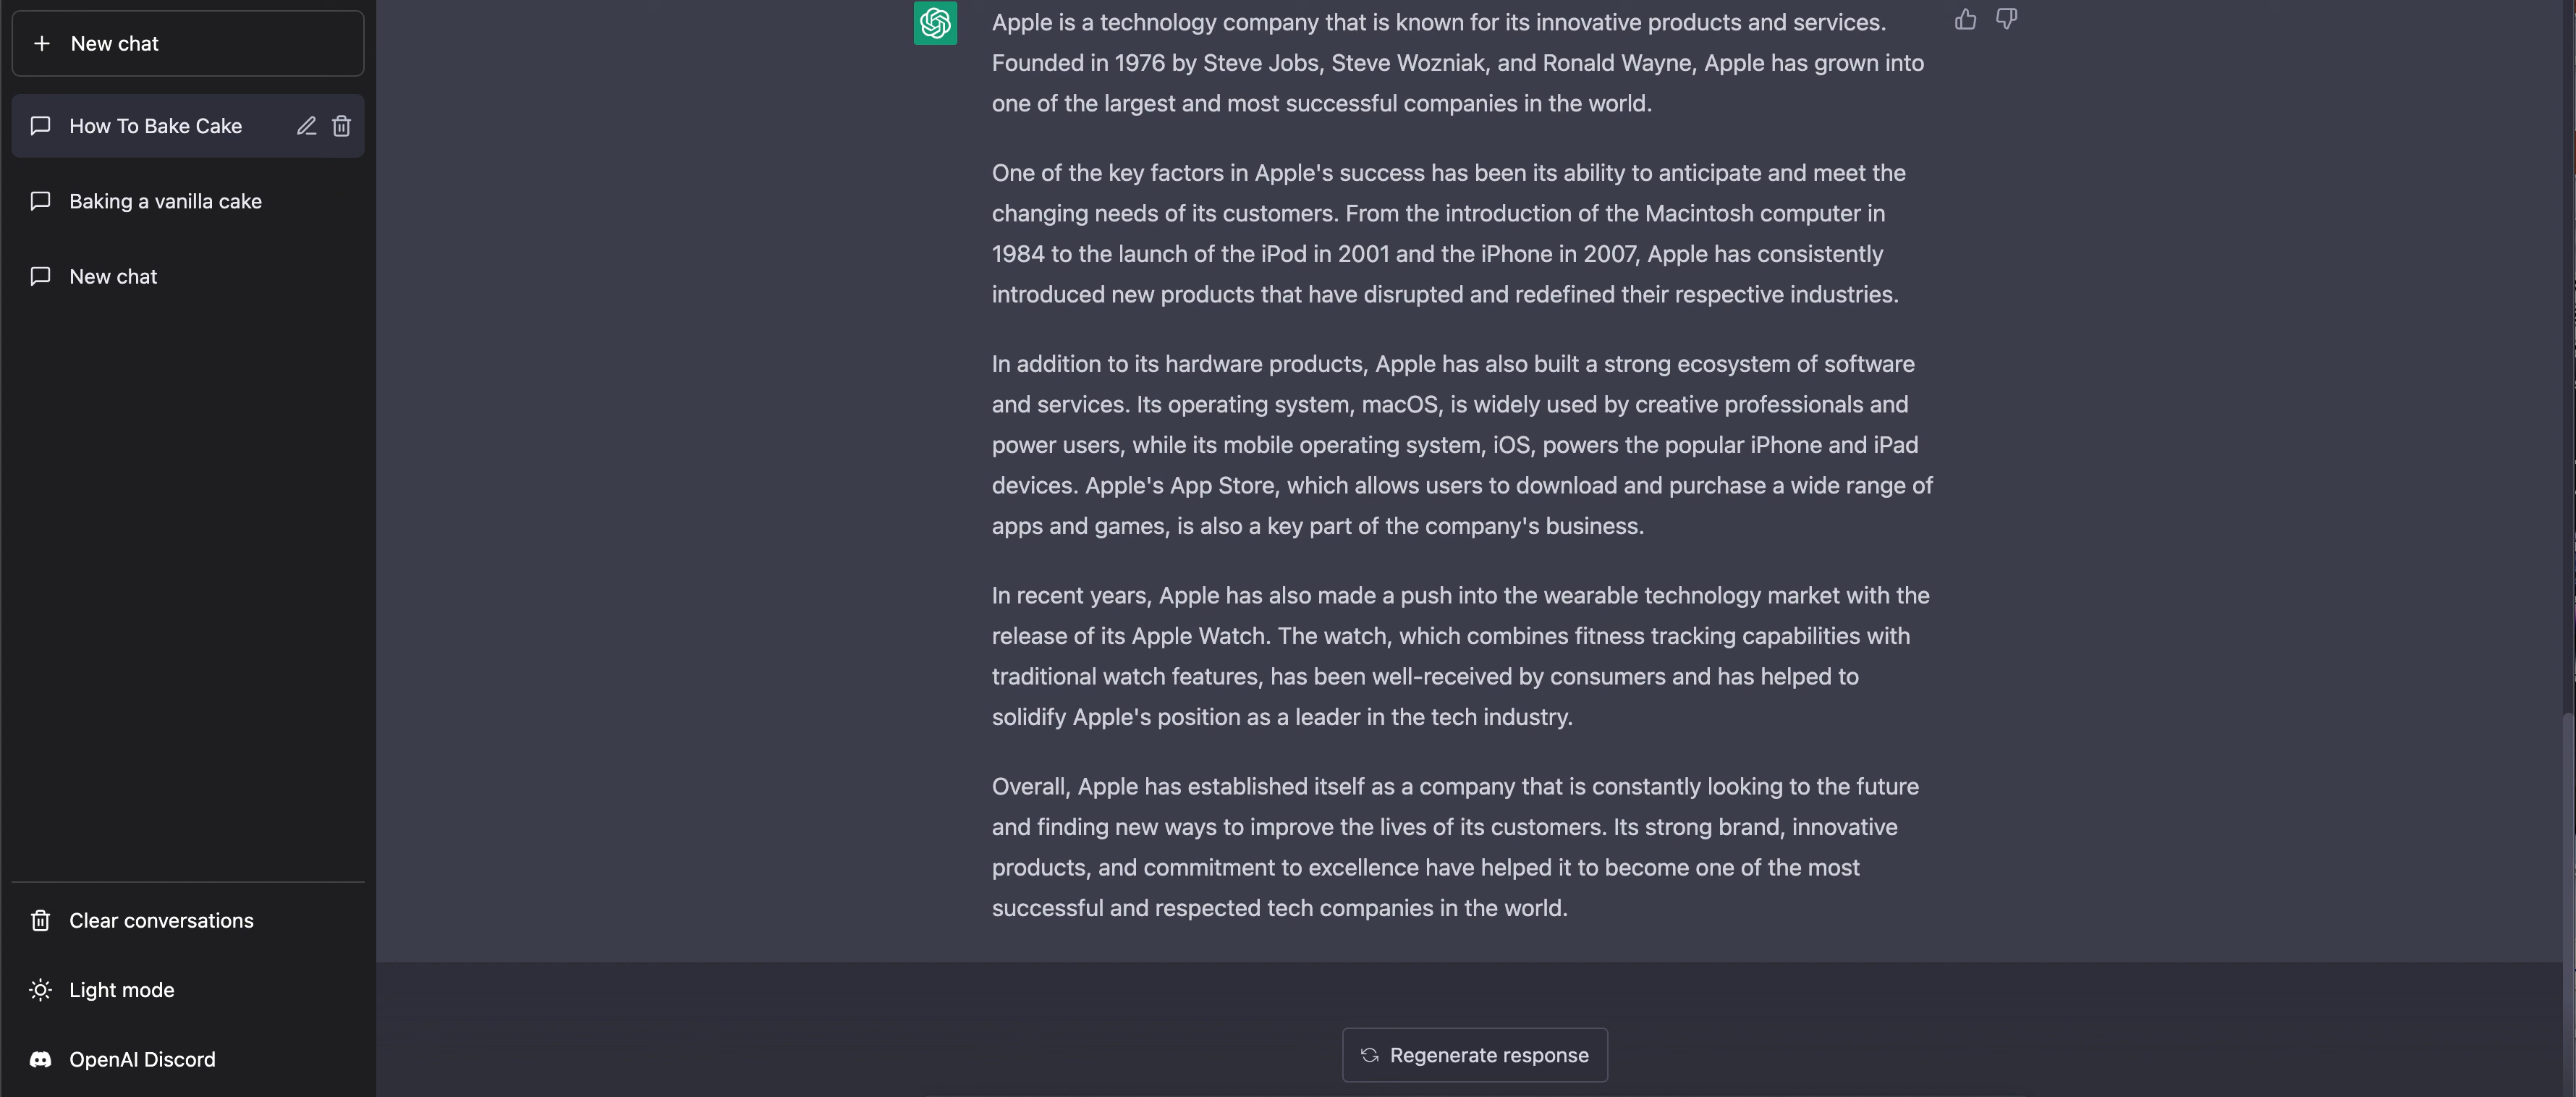 New chat
How To Bake Cake
Baking a vanilla cake
New chat
Clear conversations
Light mode
OpenAI Discord
Apple is a technology company that is known for its innovative products and services.
Founded in 1976 by Steve Jobs, Steve Wozniak, and Ronald Wayne, Apple has grown into
one of the largest and most successful companies in the world.
One of the key factors in Apple's success has been its ability to anticipate and meet the
changing needs of its customers. From the introduction of the Macintosh computer in
1984 to the launch of the iPod in 2001 and the iPhone in 2007, Apple has consistently
introduced new products that have disrupted and redefined their respective industries.
In addition to its hardware products, Apple has also built a strong ecosystem of software
and services. Its operating system, macOS, is widely used by creative professionals and
power users, while its mobile operating system, iOS, powers the popular iPhone and iPad
devices. Apple's App Store, which allows users to download and purchase a wide range of
apps and games, is also a key part of the company's business.
In recent years, Apple has also made a push into the wearable technology market with the
release of its Apple Watch. The watch, which combines fitness tracking capabilities with
traditional watch features, has been well-received by consumers and has helped to
solidify Apple's position as a leader in the tech industry.
Overall, Apple has established itself as a company that is constantly looking to the future
and finding new ways to improve the lives of its customers. Its strong brand, innovative
products, and commitment to excellence have helped it to become one of the most
successful and respected tech companies in the world.
Regenerate response